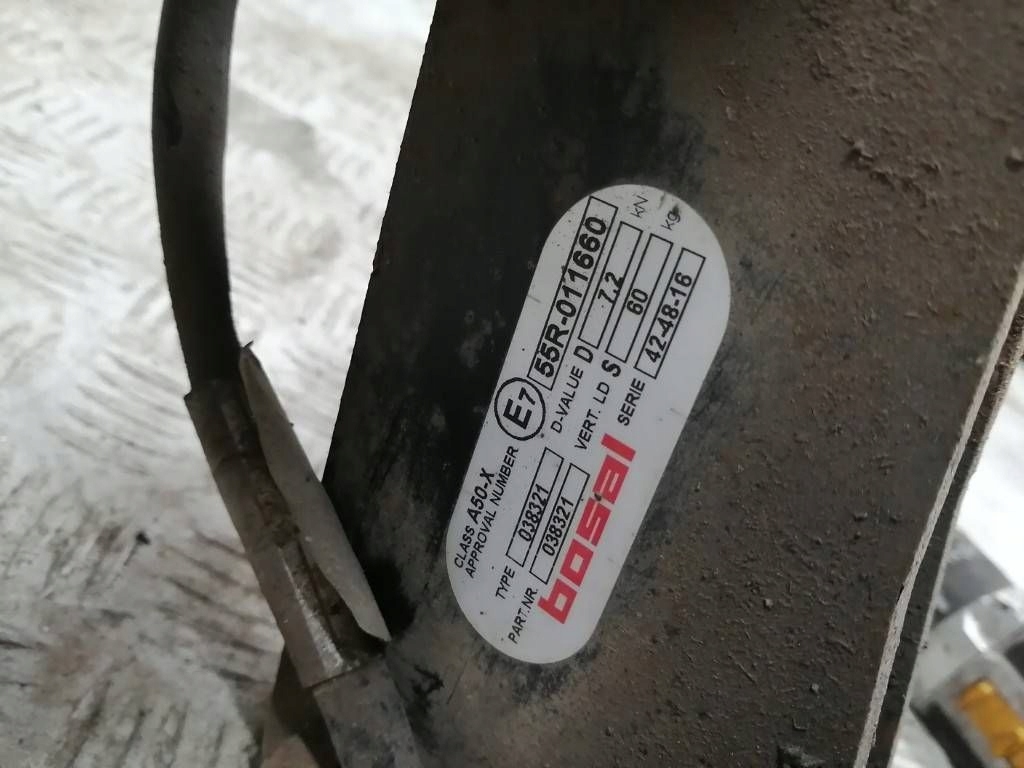 CLASS A50-X
APPROVAL NUMBER E7 55R-011660
TYPE 038321 D-VALUE D 7.2 kN
PART.NR. 038321 VERT. LD S 60 kg
bosal SERIE 42-48-16